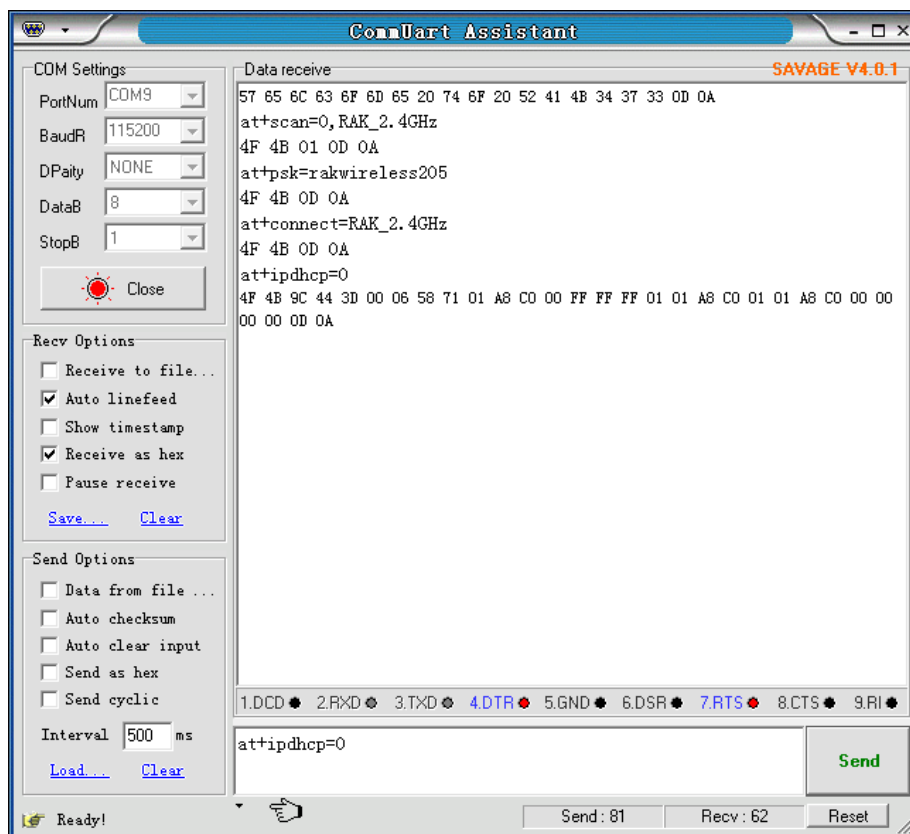 CommUart Assistant
COM Settings
PortNum COM9
BaudR 115200
DPaity NONE
DataB 8
StopB 1
Close
Recv Options
Receive to file...
Auto linefeed
Show timestamp
Receive as hex
Pause receive
Save... Clear
Send Options
Data from file ...
Auto checksum
Auto clear input
Send as hex
Send cyclic
Interval 500 ms
Load... Clear
Ready!
Data receive SAVAGE V4.0.1
57 65 6C 63 6F 6D 65 20 74 6F 20 52 41 4B 34 37 33 0D 0A
at+scan=0,RAK_2.4GHz
4F 4B 01 0D 0A
at+psk=rakwireless205
4F 4B 0D 0A
at+connect=RAK_2.4GHz
4F 4B 0D 0A
at+ipdhcp=0
4F 4B 9C 44 3D 00 06 58 71 01 A8 C0 00 FF FF FF 01 01 A8 C0 01 01 A8 C0 00 00
00 00 0D 0A
1.DCD 2.RXD 3.TXD 4.DTR 5.GND 6.DSR 7.RTS 8.CTS 9.RI
at+ipdhcp=0
Send
Send : 81 Recv : 62 Reset